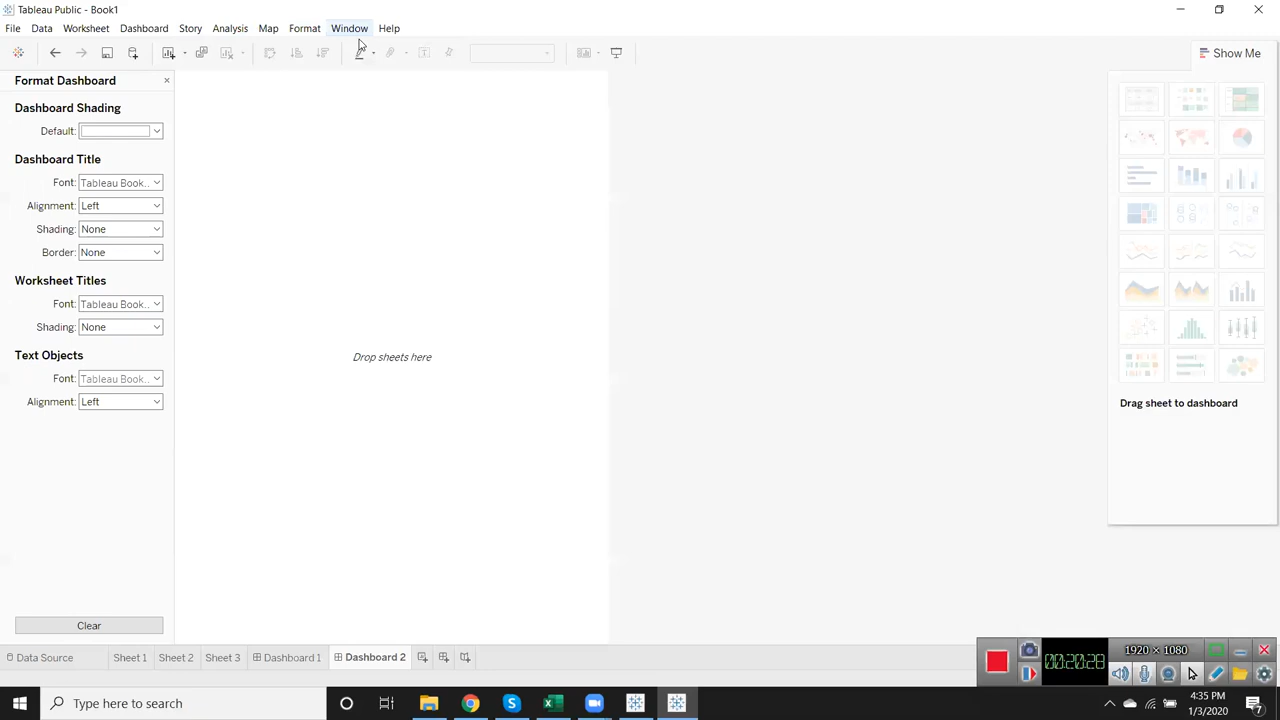 Tableau Public - Book1
File Data Worksheet Dashboard Story Analysis Map Format Window Help
Show Me
Format Dashboard
Dashboard Shading
Default:
Dashboard Title
Font: Tableau Book..
Alignment: Left
Shading: None
Border: None
Worksheet Titles
Font: Tableau Book..
Shading: None
Text Objects
Font: Tableau Book..
Alignment: Left
Clear
Drop sheets here
Drag sheet to dashboard
Data Source Sheet 1 Sheet 2 Sheet 3 Dashboard 1 Dashboard 2
00:20:28
1920 × 1080
Type here to search
4:35 PM
1/3/2020
7